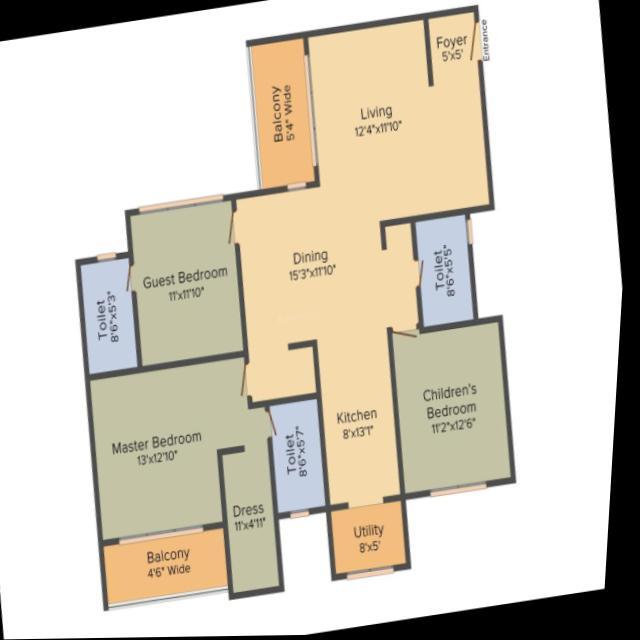 Foyer
5'x5'
Entrance
Balcony
5'4" Wide
Living
12'4"x11'10"
Dining
15'3"x11'10"
Guest Bedroom
11'x11'10"
Toilet
8'6"x5'3"
Toilet
8'6"x5'5"
Children's
Bedroom
11'2"x12'6"
Kitchen
8'x13'1"
Master Bedroom
13'x12'10"
Toilet
8'6"x5'7"
Dress
11'x4'11"
Utility
8'x5'
Balcony
4'6" Wide